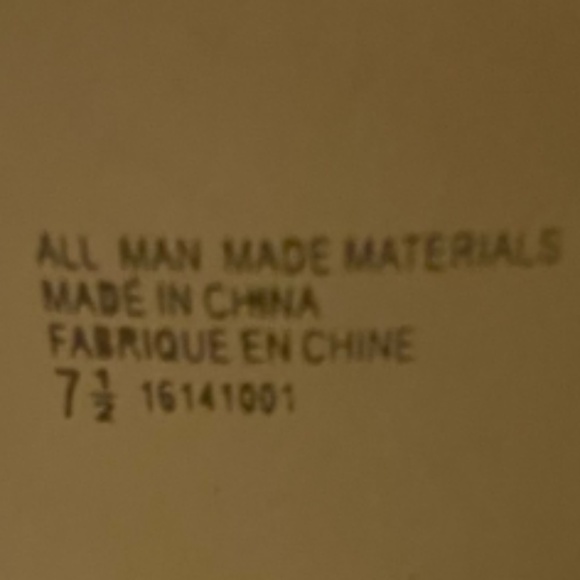 ALL MAN MADE MATERIALS
MADE IN CHINA
FABRIQUE EN CHINE
7 1/2 16141001